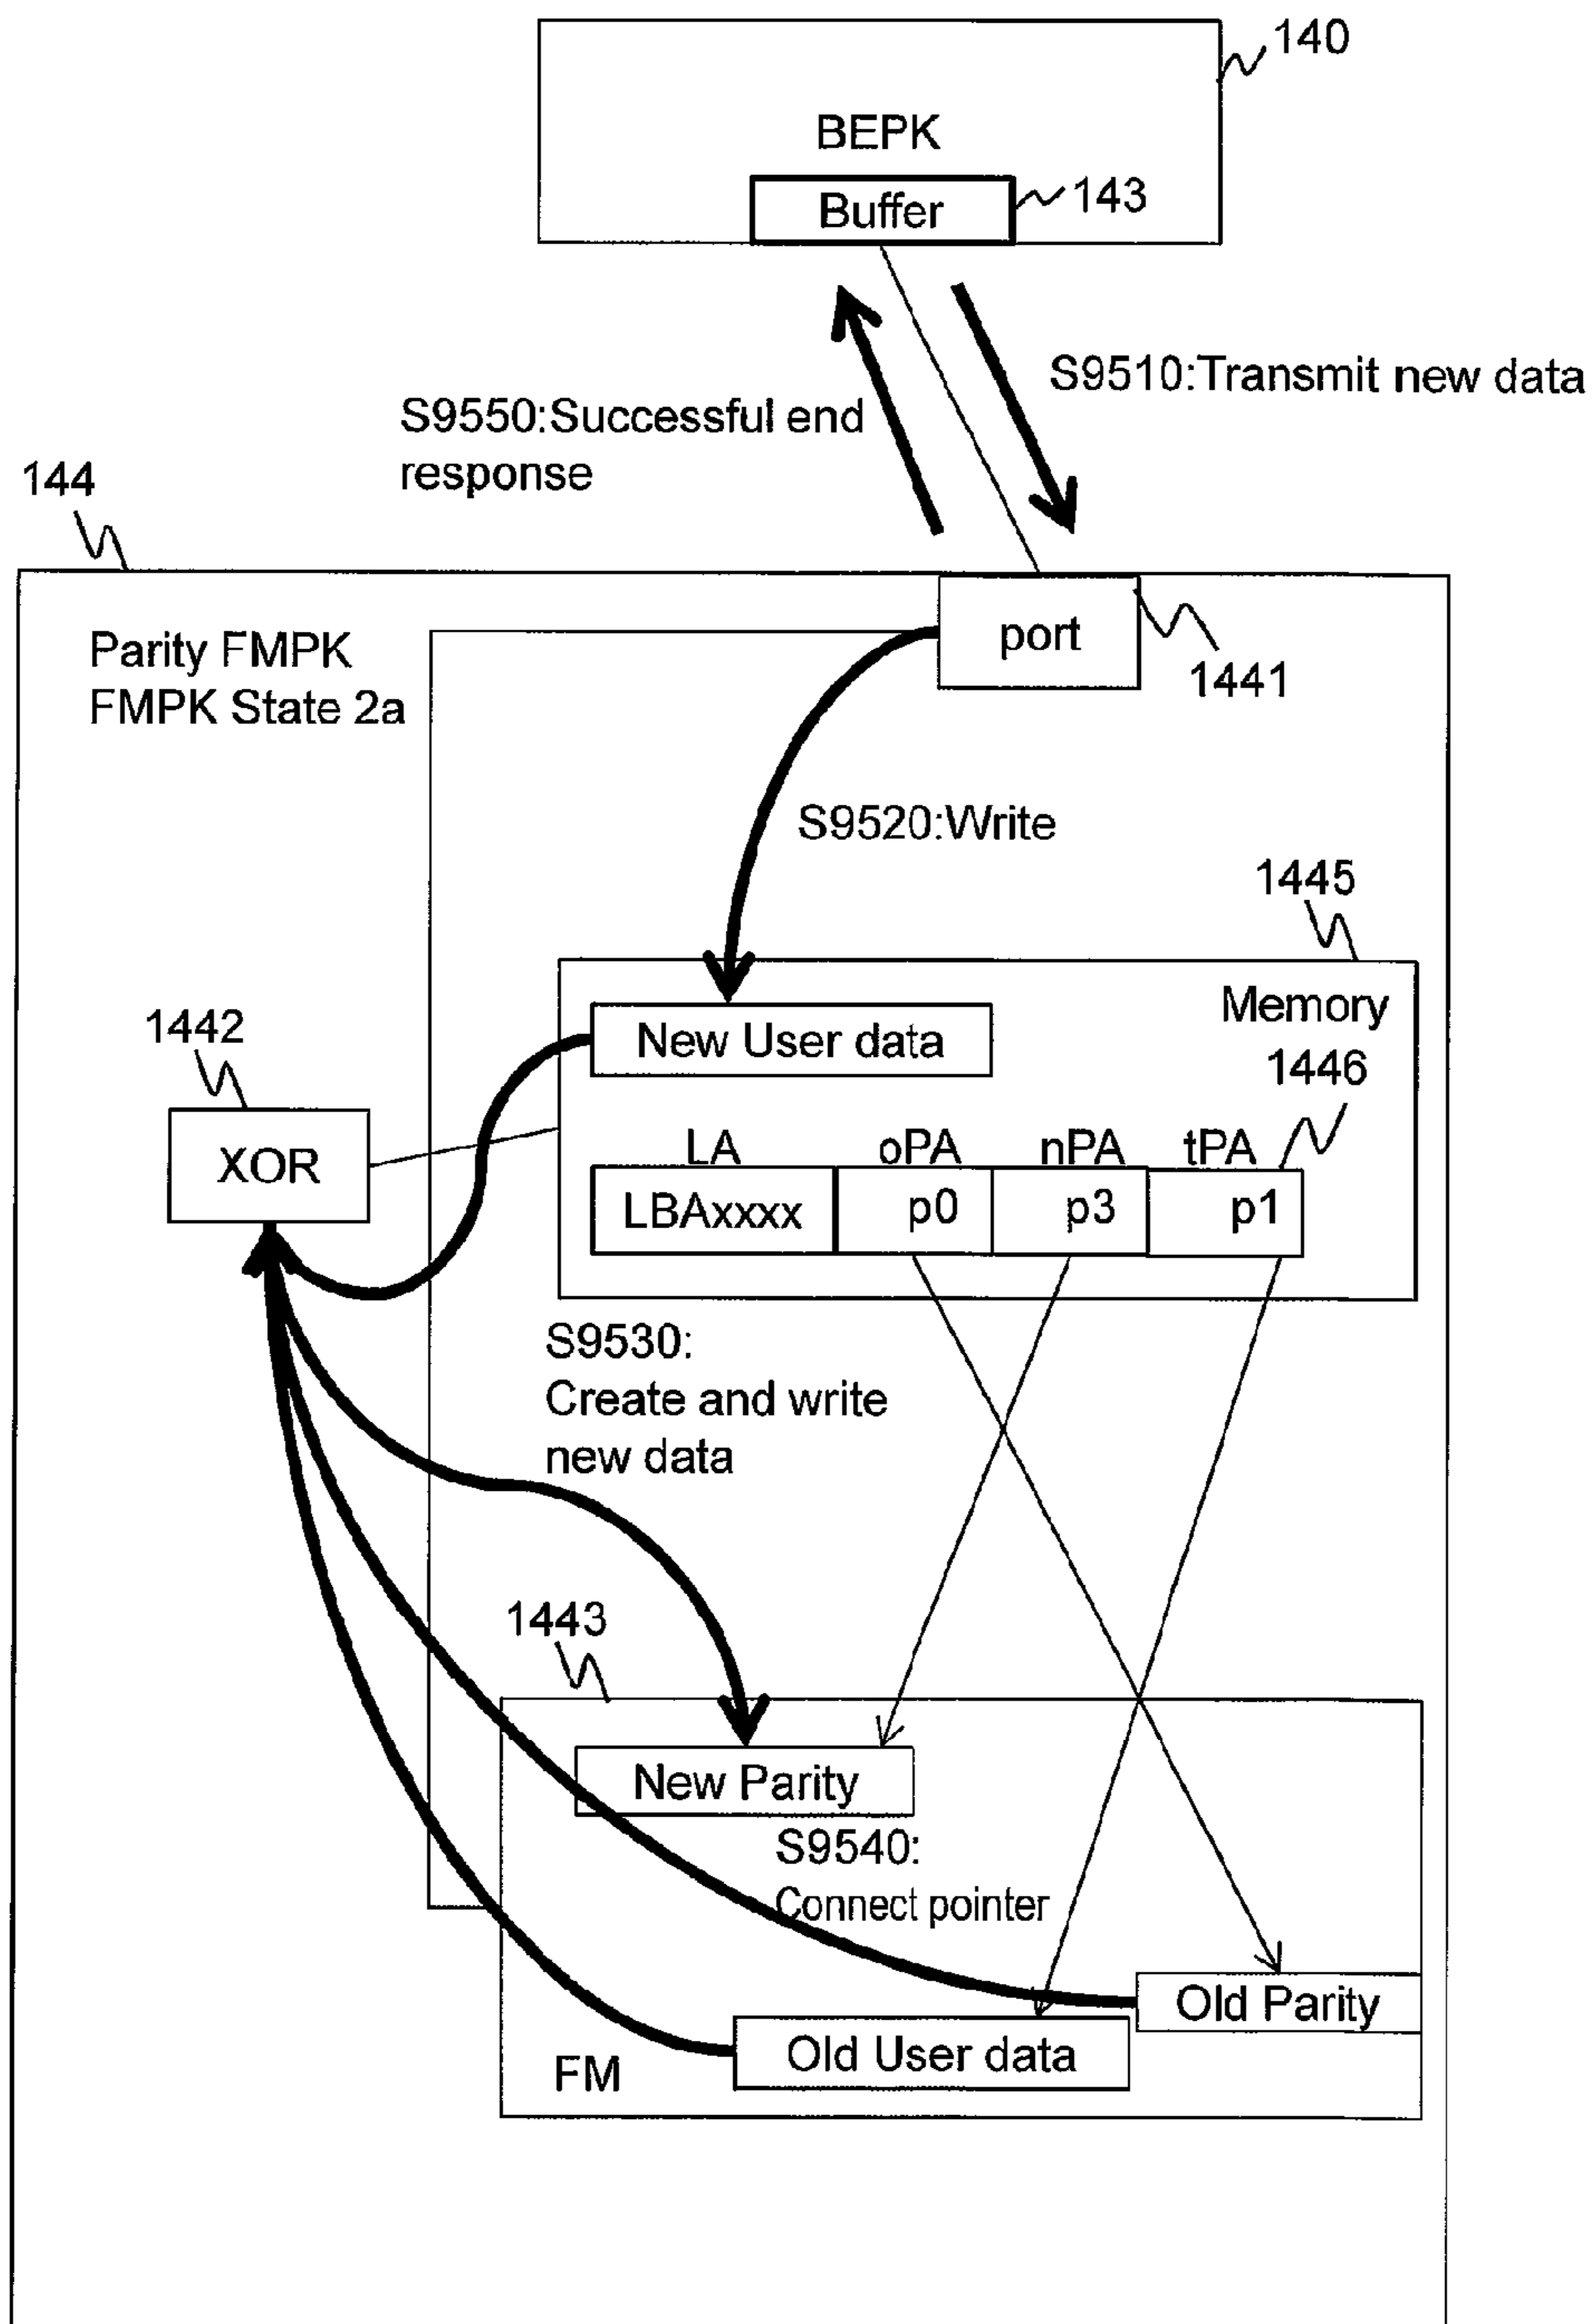 140
BEPK
Buffer
143
S9510:Transmit new data
S9550:Successful end
response
144
Parity FMPK
FMPK State 2a
port
1441
S9520:Write
1445
Memory
New User data
1442
1446
XOR
LA oPA nPA tPA
LBAxxxx p0 p3 p1
S9530:
Create and write
new data
1443
New Parity
S9540:
Connect pointer
Old Parity
Old User data
FM